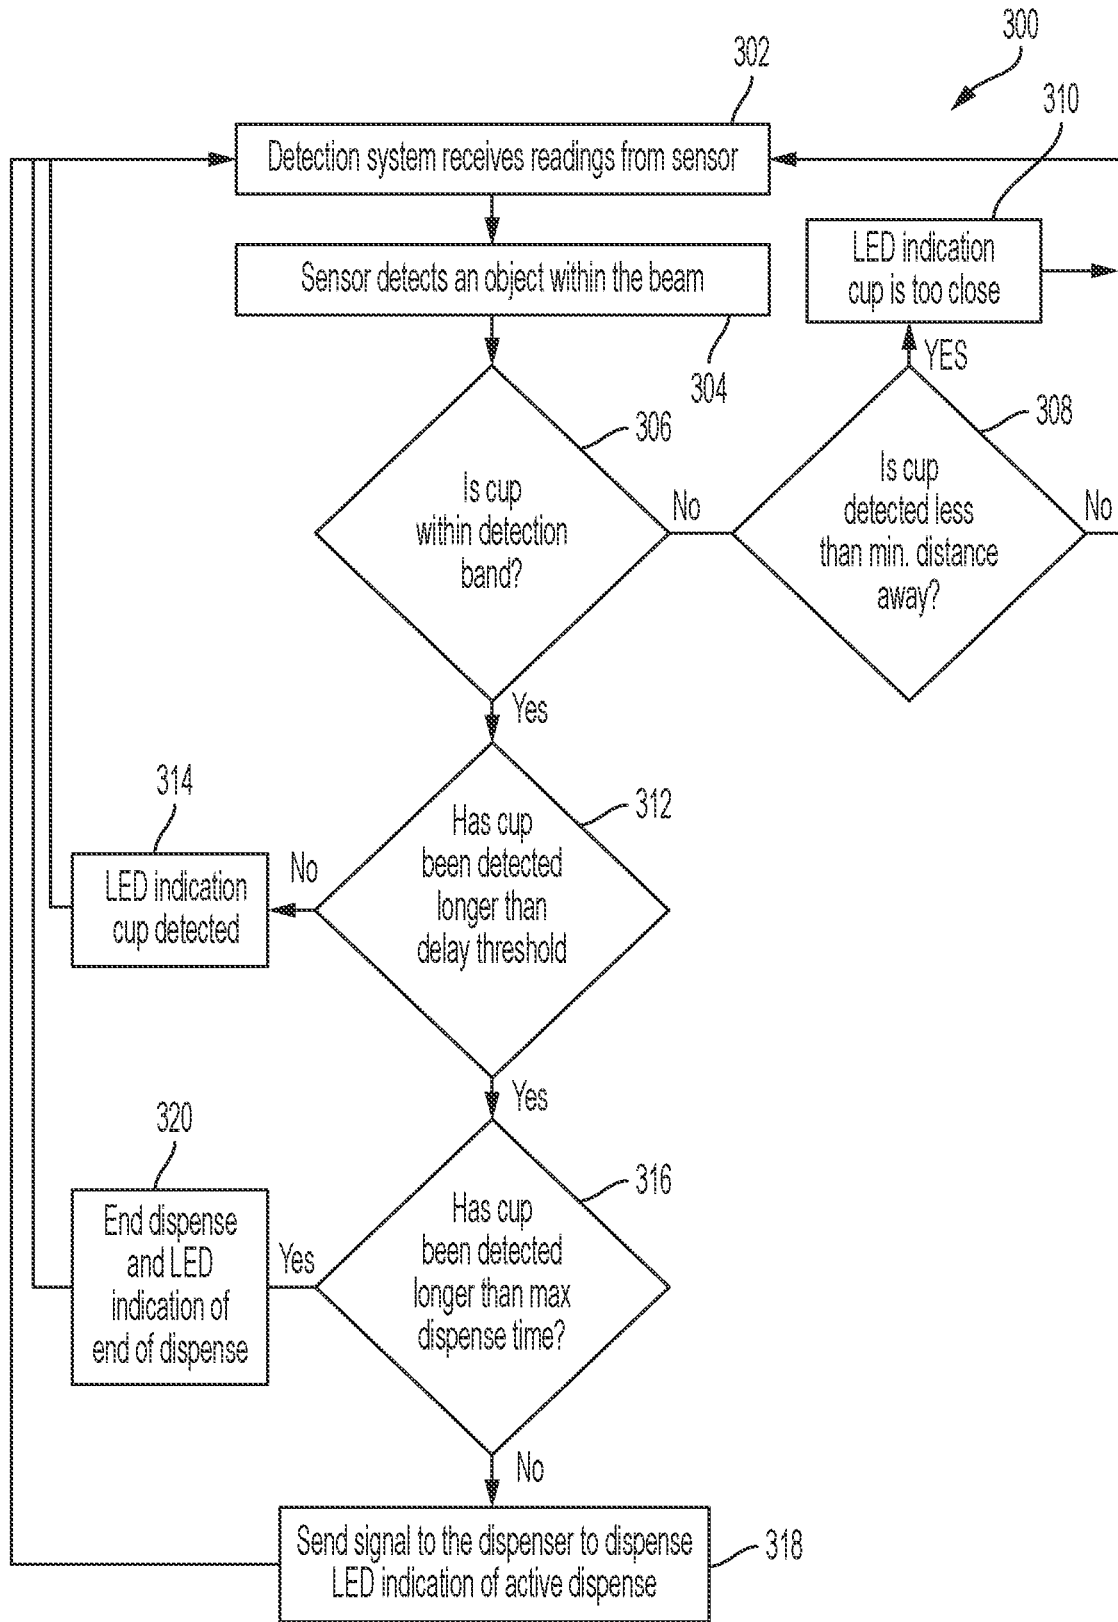 300
302
Detection system receives readings from sensor
310
LED indication
cup is too close
Sensor detects an object within the beam
304
YES
306
308
Is cup
within detection
band?
No
Is cup
detected less
than min. distance
away?
No
Yes
314
LED indication
cup detected
No
312
Has cup
been detected
longer than
delay threshold
Yes
320
End dispense
and LED
indication of
end of dispense
Yes
316
Has cup
been detected
longer than max
dispense time?
No
Send signal to the dispenser to dispense
LED indication of active dispense
318